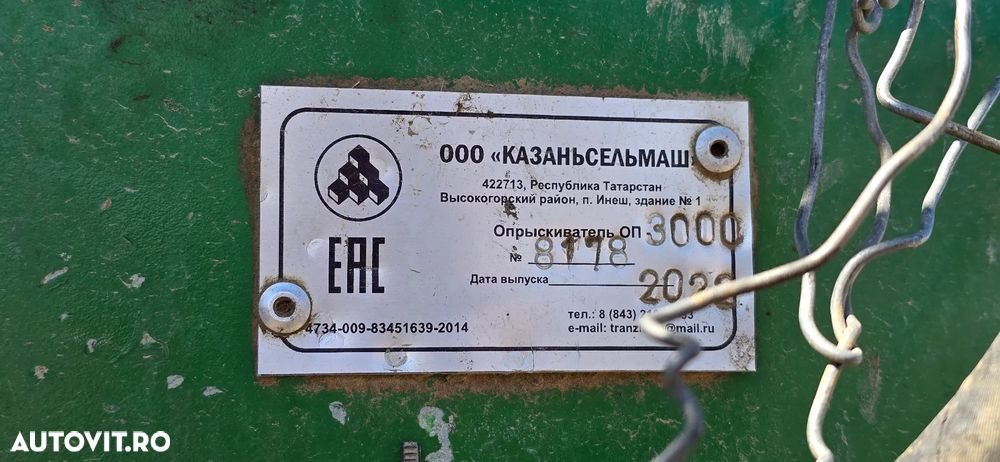 ООО «КАЗАНЬСЕЛЬМАШ
422713, Республика Татарстан
Высокогорский район, п. Инеш, здание № 1
Опрыскиватель ОП 3000
№ 8178
Дата выпуска
ЕАС
4734-009-83451639-2014
тел.: 8 (843)
e-mail: @mail.ru
AUTOVIT.RO